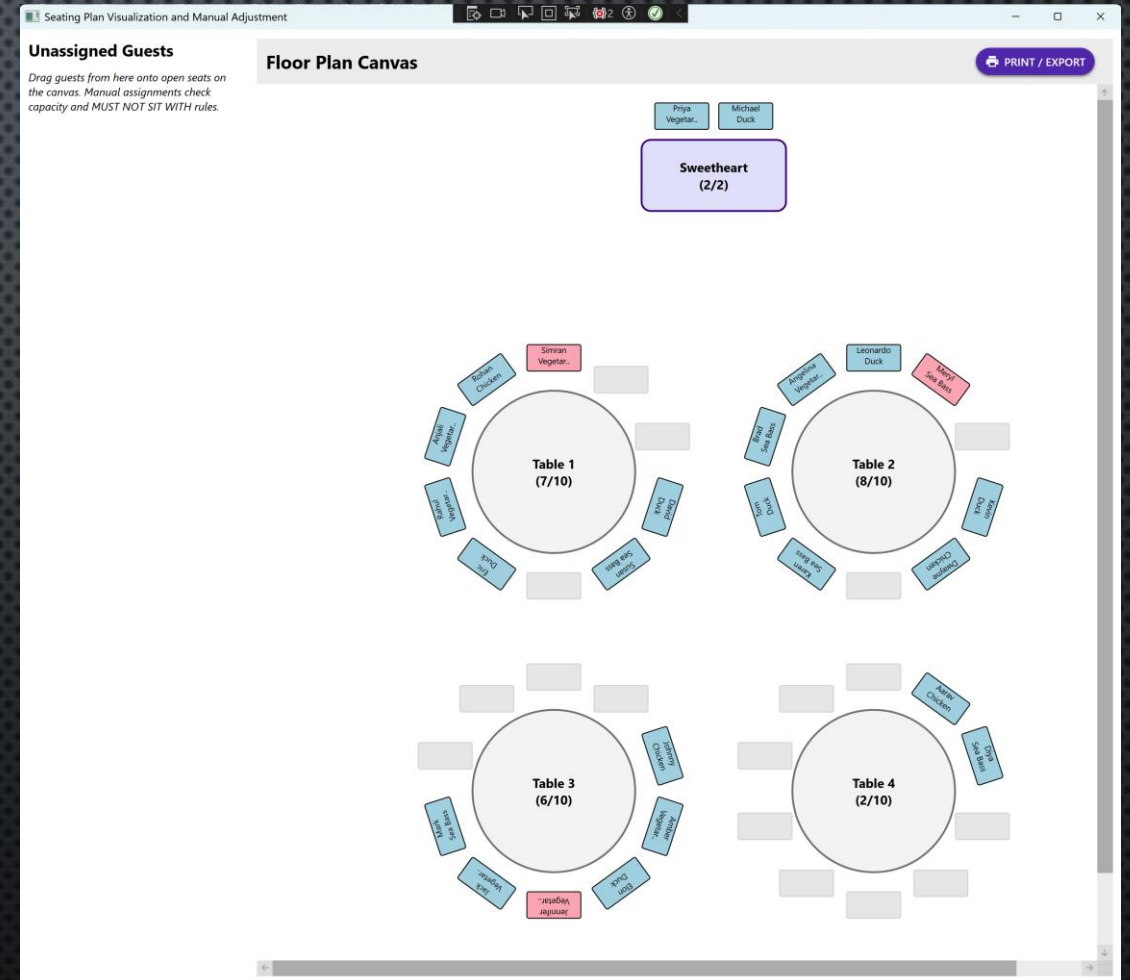 Seating Plan Visualization and Manual Adjustment
2
Unassigned Guests
Drag guests from here onto open seats on
the canvas. Manual assignments check
capacity and MUST NOT SIT WITH rules.
Floor Plan Canvas
PRINT / EXPORT
Priya
Vegetar..
Michael
Duck
Sweetheart
(2/2)
Simran
Vegetar..
Rohan
Chicken
Anjali
Vegetar..
Rahul
Vegetar..
Eric
Duck
Susan
Sea Bass
David
Duck
Table 1
(7/10)
Leonardo
Duck
Meryl
Sea Bass
Angelina
Vegetar..
Brad
Sea Bass
Tom
Duck
Karen
Sea Bass
Dwayne
Chicken
Kevin
Duck
Table 2
(8/10)
Johnny
Chicken
Amber
Vegetar..
Elon
Duck
Jennifer
Vegetar..
Jack
Vegetar..
Mark
Sea Bass
Table 3
(6/10)
Aarav
Chicken
Diya
Sea Bass
Table 4
(2/10)